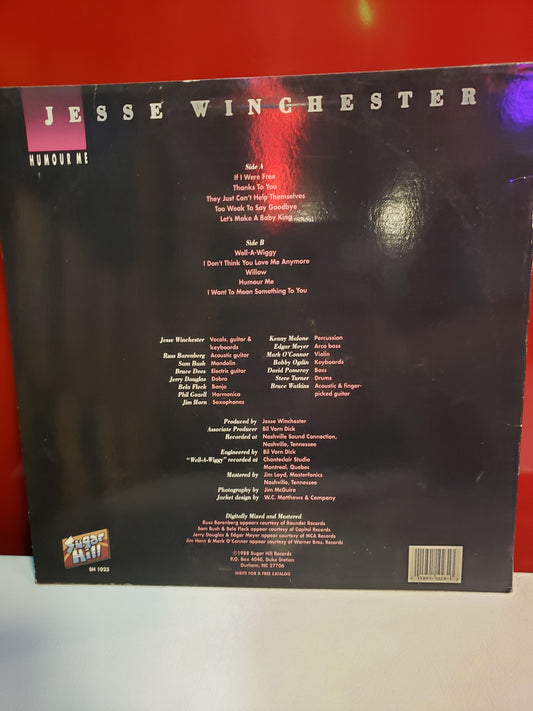 JESSE WINCHESTER
HUMOUR ME
Side A
If I Were Free
Thanks To You
They Just Can't Help Themselves
Too Weak To Say Goodbye
Let's Make A Baby King
Side B
Well-A-Wiggy
I Don't Think You Love Me Anymore
Willow
Humour Me
I Want To Mean Something To You
Jesse Winchester Vocals, guitar &
keyboards
Russ Barenberg Acoustic guitar
Sam Bush Mandolin
Bruce Dees Electric guitar
Jerry Douglas Dobro
Bela Fleck Banjo
Phil Gazell Harmonica
Jim Horn Saxophones
Kenny Malone Percussion
Edgar Meyer Arco bass
Mark O'Connor Violin
Bobby Ogdin Keyboards
David Pomeroy Bass
Steve Turner Drums
Bruce Watkins Acoustic & finger-
picked guitar
Produced by Jesse Winchester
Associate Producer Bil Vorn Dick
Recorded at Nashville Sound Connection,
Nashville, Tennessee
Engineered by Bil Vorn Dick
"Well-A-Wiggy" recorded at Chanteclair Studio
Montreal, Quebec
Mastered by Jim Loyd, Masterfonics
Nashville, Tennessee
Photography by Jim McGuire
Jacket design by W.C. Matthews & Company
Digitally Mixed and Mastered
Russ Barenberg appears courtesy of Rounder Records
Sam Bush & Bela Fleck appear courtesy of Capitol Records
Jerry Douglas & Edgar Meyer appear courtesy of MCA Records
Jim Horn & Mark O'Connor appear courtesy of Warner Bros. Records
© 1988 Sugar Hill Records
P.O. Box 4040, Duke Station
Durham, NC 27706
WRITE FOR A FREE CATALOG
Sugar
Hill
SH 1023